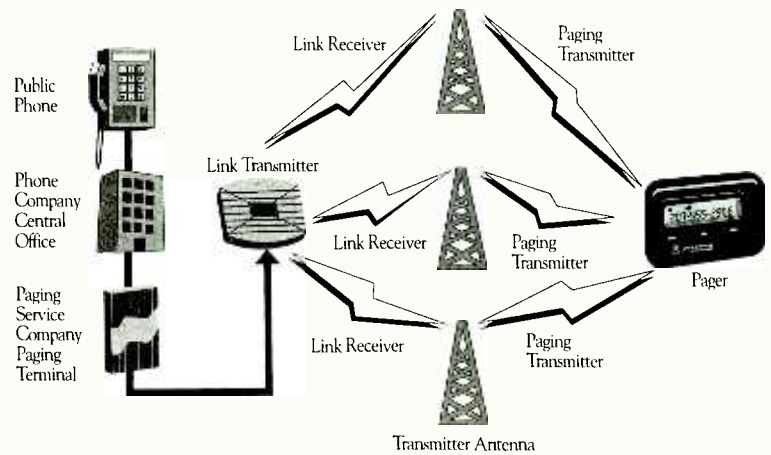 Public
Phone
Phone
Company
Central
Office
Paging
Service
Company
Paging
Terminal
Link Transmitter
Link Receiver
Link Receiver
Link Receiver
Paging
Transmitter
Paging
Transmitter
Paging
Transmitter
Pager
Transmitter Antenna